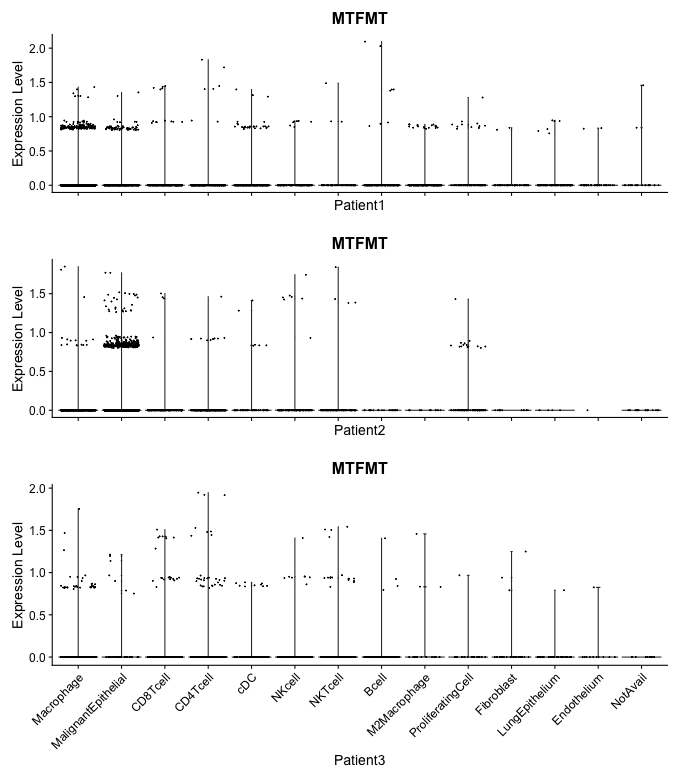 MTFMT
Expression Level
2.0
1.5
1.0
0.5
0.0
Patient1
MTFMT
Expression Level
1.5
1.0
0.5
0.0
Patient2
MTFMT
Expression Level
2.0
1.5
1.0
0.5
0.0
Macrophage
MalignantEpithelial
CD8Tcell
CD4Tcell
cDC
NKcell
NKTcell
Bcell
M2Macrophage
ProliferatingCell
Fibroblast
LungEpithelium
Endothelium
NotAvail
Patient3